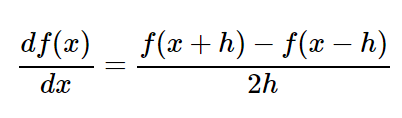 df(x)/dx = (f(x + h) − f(x − h))/2h